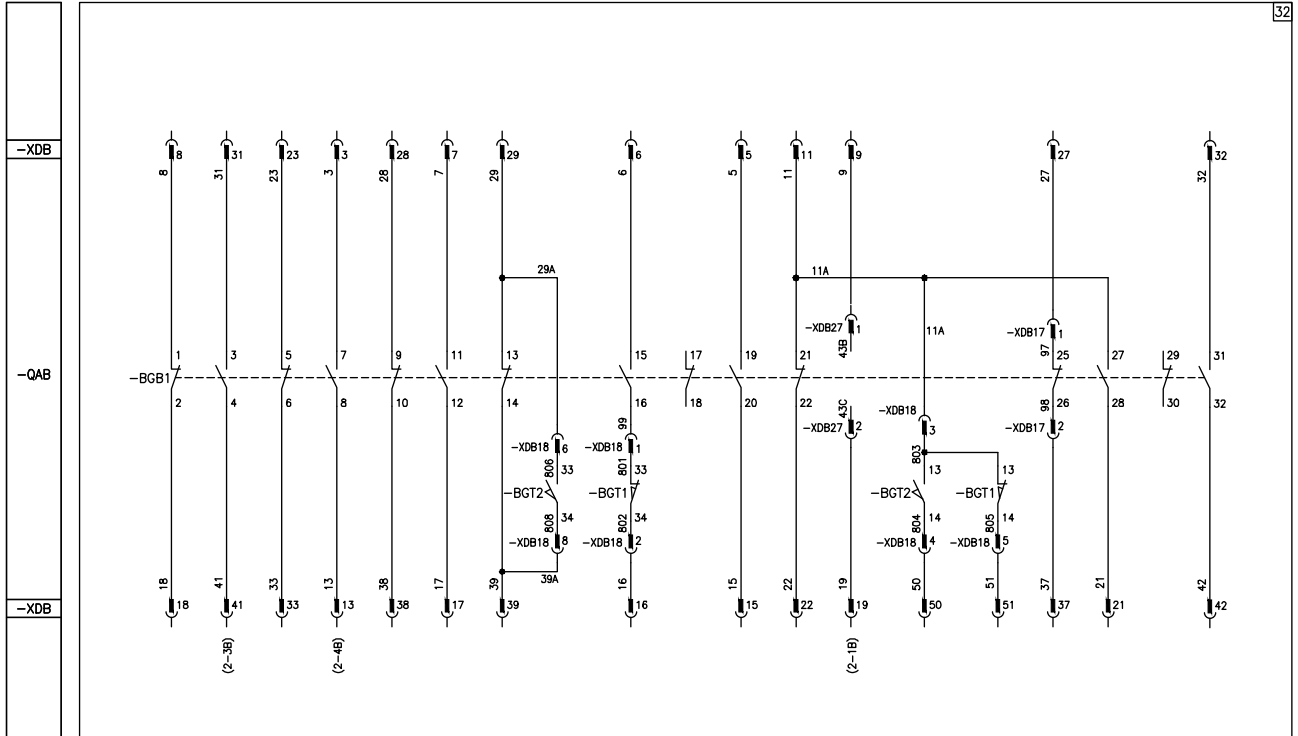 32
-XDB
8 31 23 3 28 7 29 6 5 11 9 27 32
8 31 23 3 28 7 29 6 5 11 9 27 32
29A 11A
-XDB27 1 11A -XDB17 1
43B 97
1 3 5 7 9 11 13 15 17 19 21 25 27 29 31
-QAB
-BGB1
2 4 6 8 10 12 14 16 18 20 22 26 28 30 32
43C 98
-XDB18 3
99 -XDB27 2 -XDB17 2
-XDB18 6 -XDB18 1 803
806 33 801 33 13 13
-BGT2 -BGT1 -BGT2 -BGT1
808 34 802 34 804 14 805 14
-XDB18 8 -XDB18 2 -XDB18 4 -XDB18 5
39A
18 41 33 13 38 17 39 16 15 22 19 50 51 37 21 42
-XDB
18 41 33 13 38 17 39 16 15 22 19 50 51 37 21 42
(2-3B) (2-4B) (2-1B)